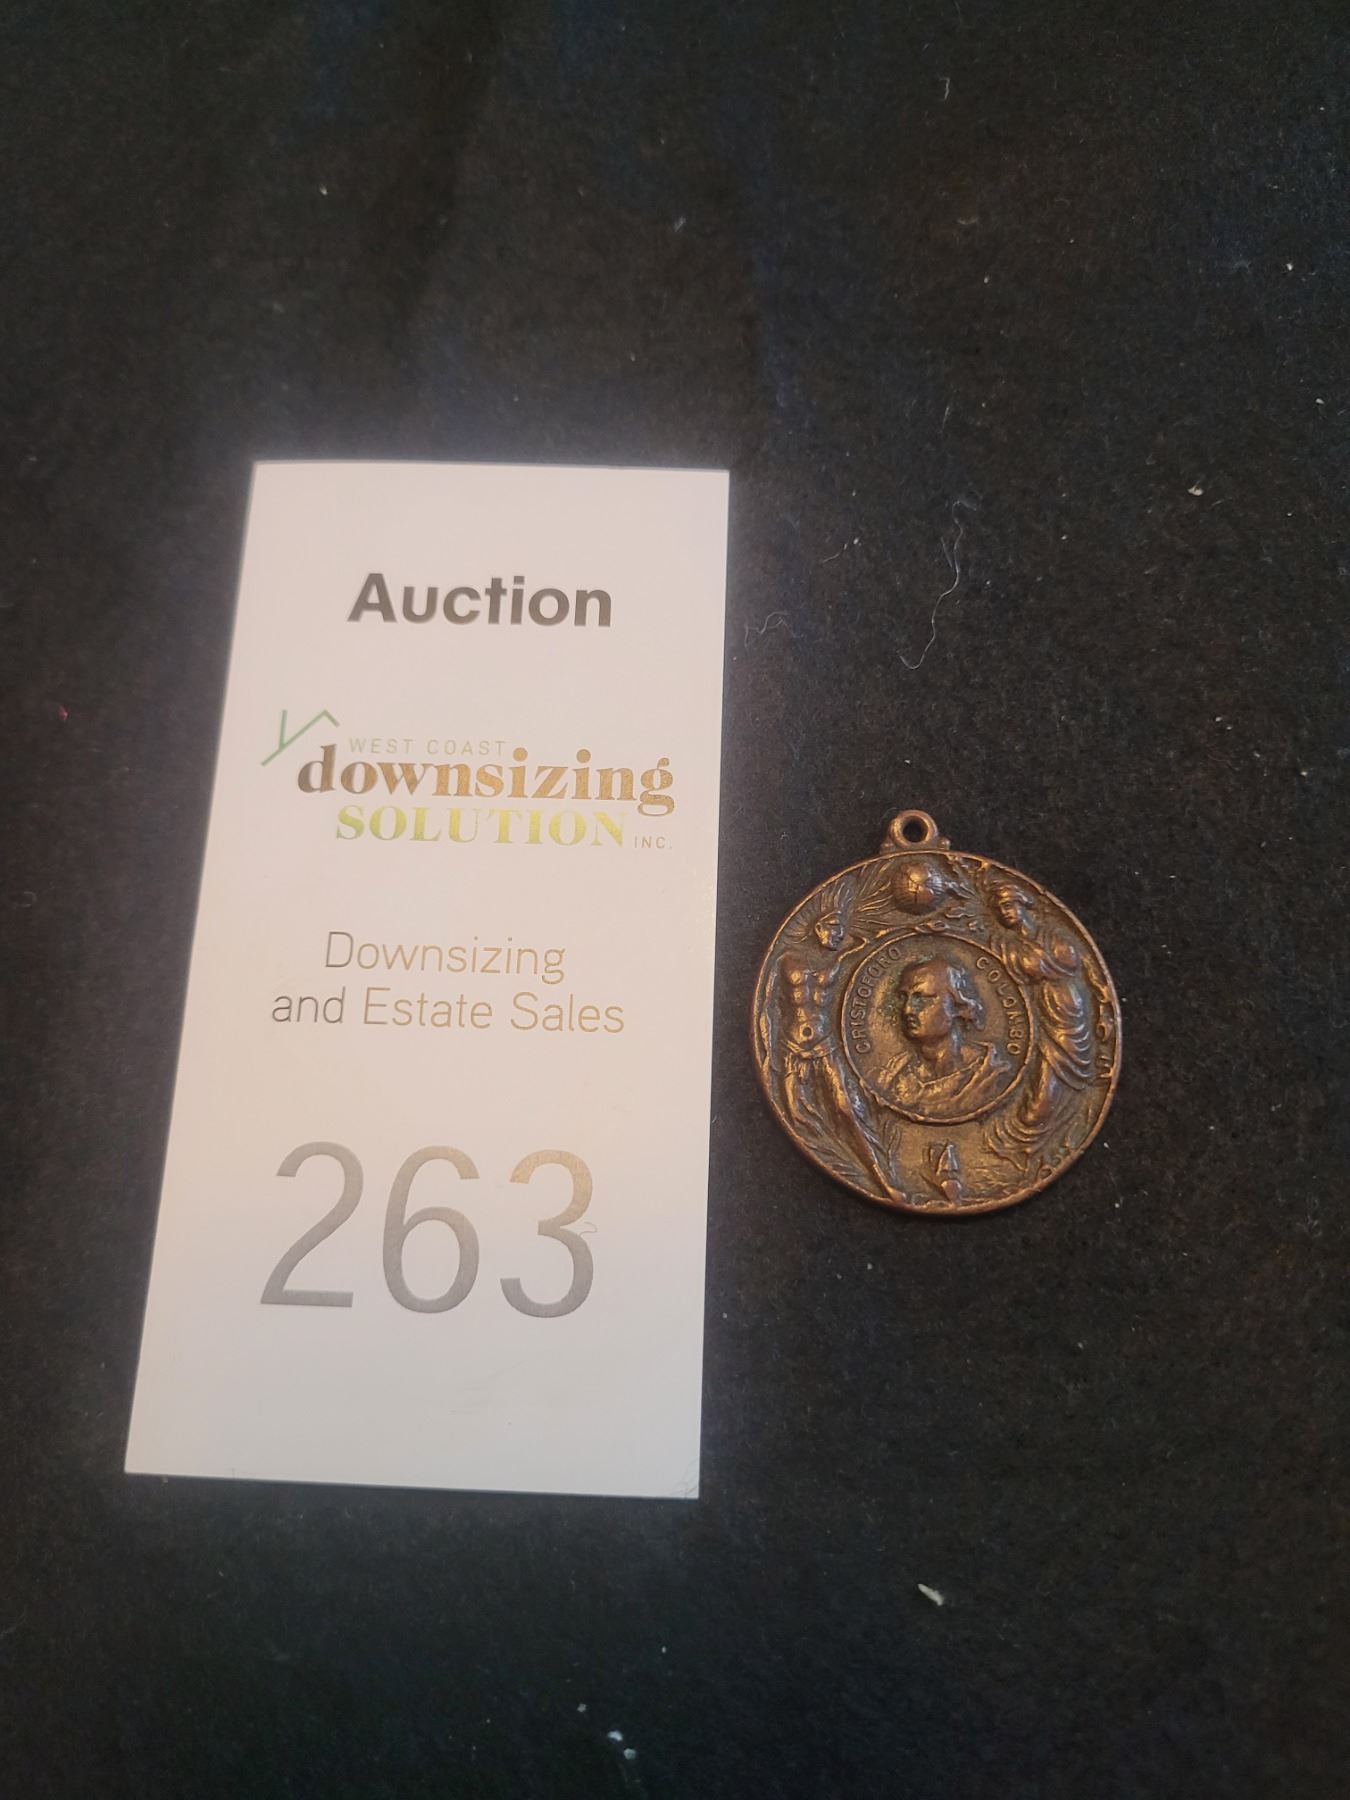 Auction
WEST COAST
downsizing
SOLUTION INC.
Downsizing
and Estate Sales
263
CRISTOFORO COLOMBO